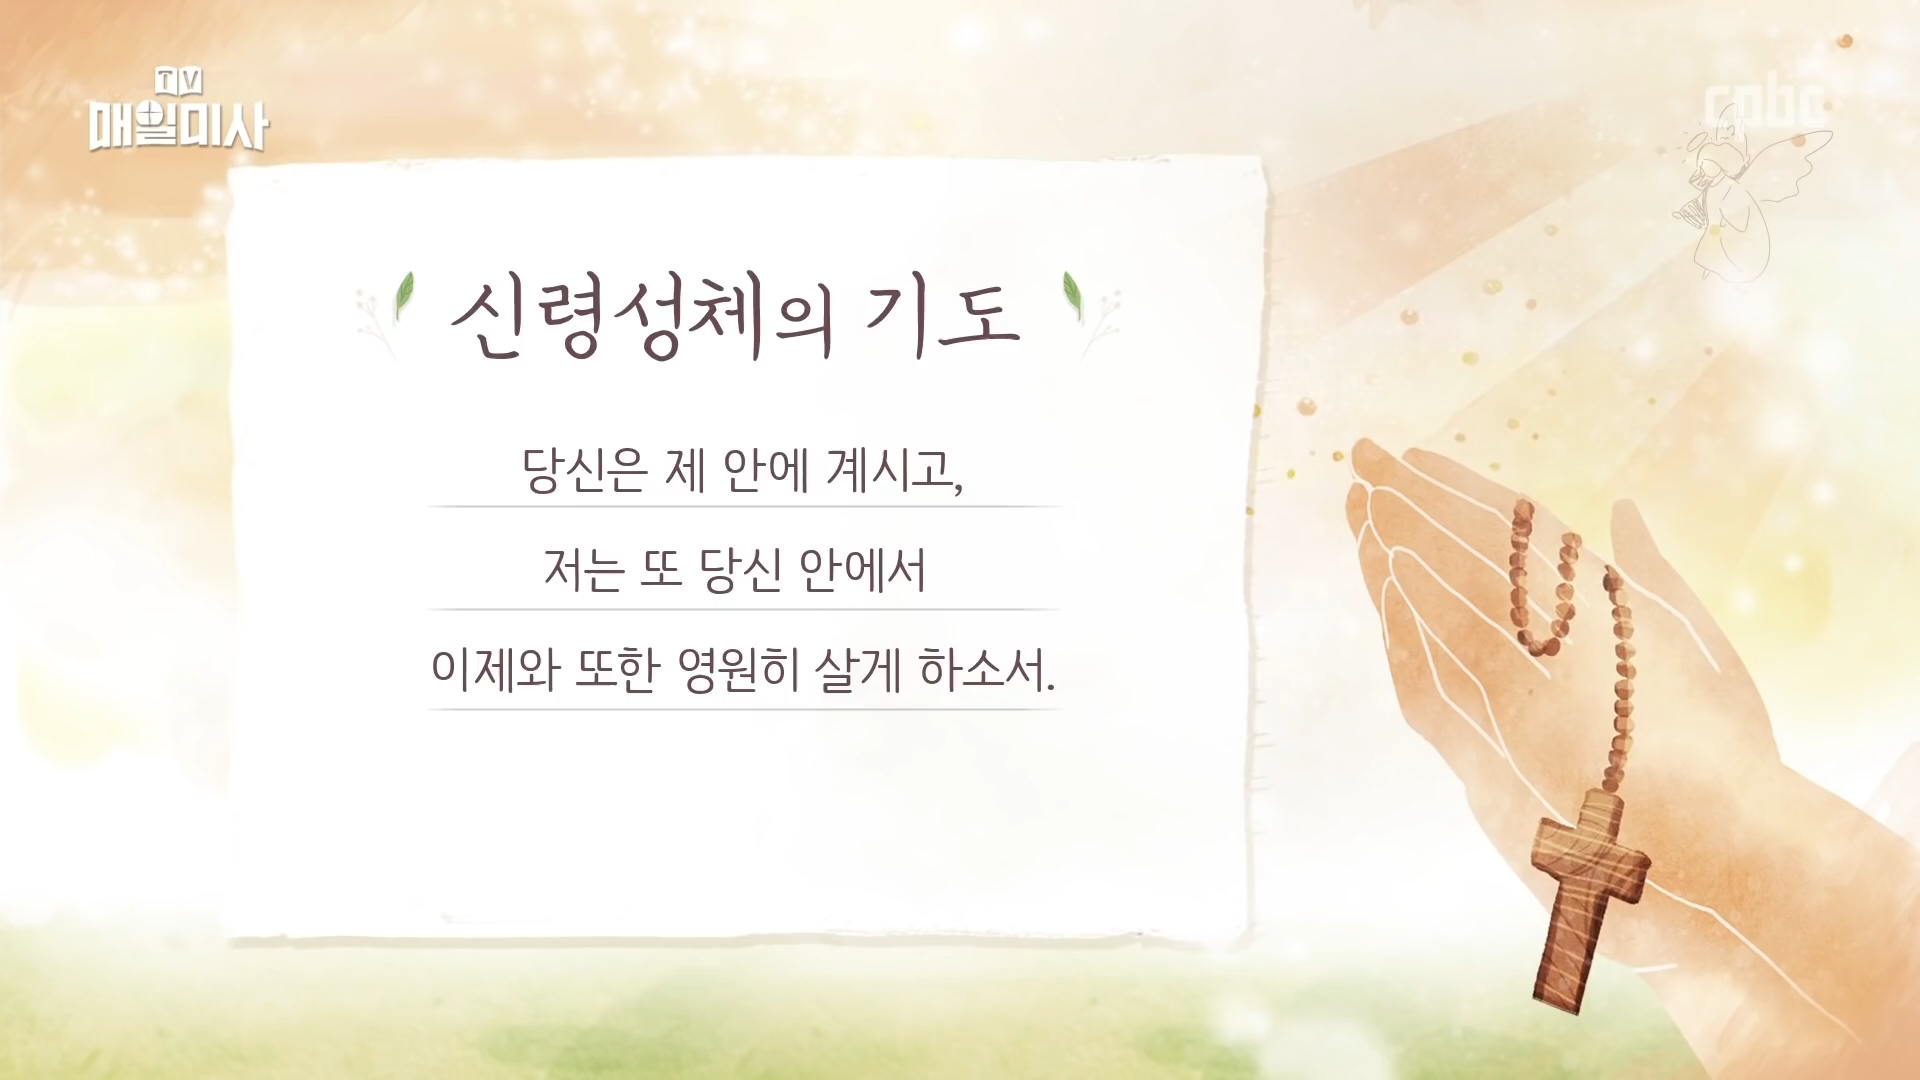 TV
매일미사
cpbc
신령성체의 기도
당신은 제 안에 계시고,
저는 또 당신 안에서
이제와 또한 영원히 살게 하소서.